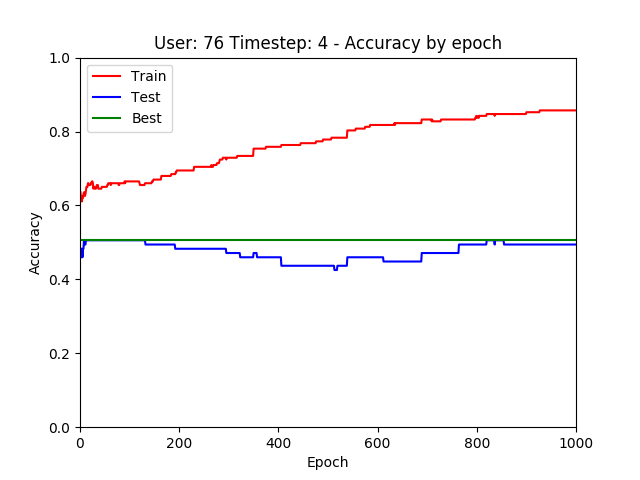 User: 76 Timestep: 4 - Accuracy by epoch
Train
Test
Best
1.0
0.8
0.6
0.4
0.2
0.0
Accuracy
0 200 400 600 800 1000
Epoch